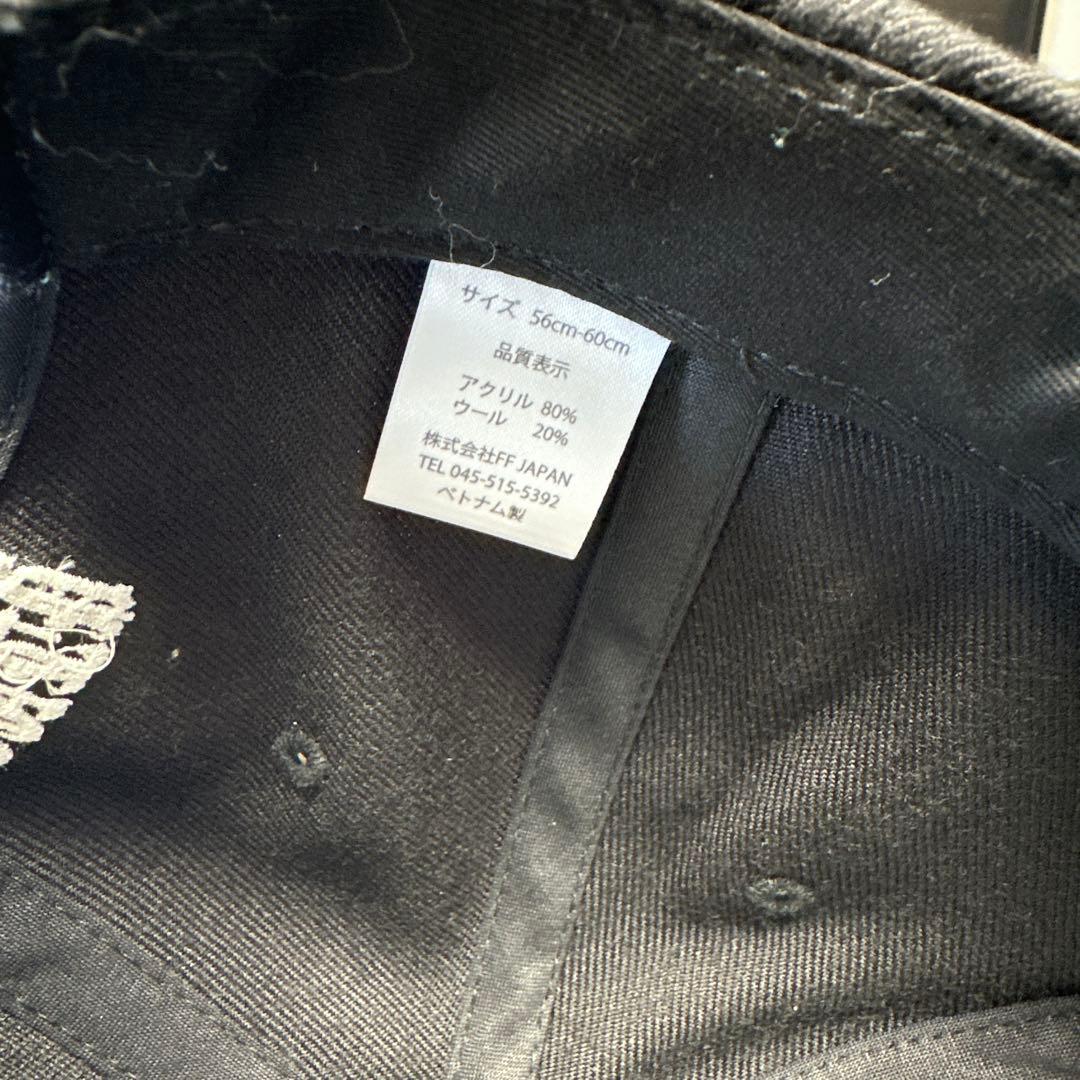 サイズ 56cm-60cm
品質表示
アクリル 80%
ウール 20%
株式会社FF JAPAN
TEL 045-515-5392
ベトナム製